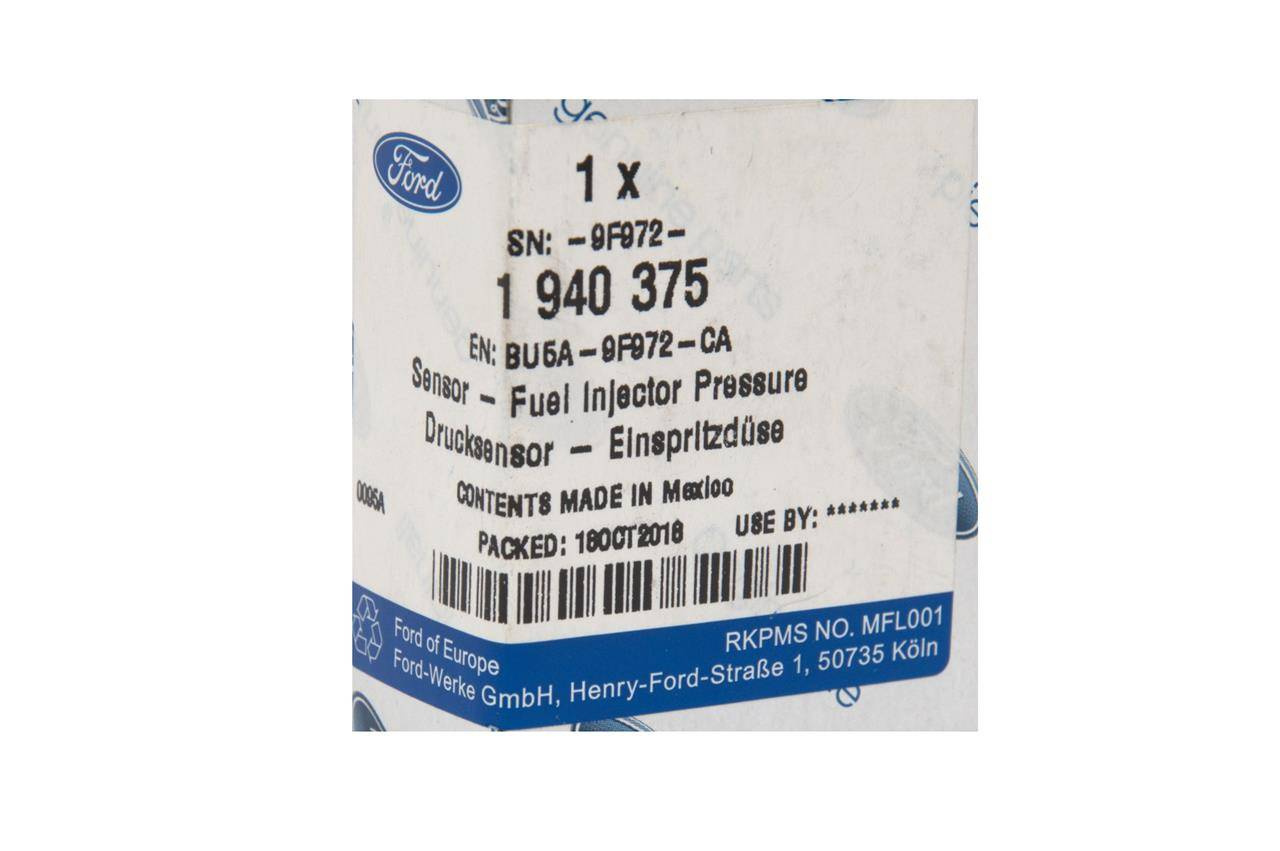 Ford
1 x
SN: -9F972-
1 940 375
EN: BU5A-9F972-CA
Sensor - Fuel Injector Pressure
Drucksensor - Einspritzdüse
0095A
CONTENTS MADE IN Mexico
PACKED: 16OCT2018 USE BY: *******
RKPMS NO. MFL001
Ford of Europe
Ford-Werke GmbH, Henry-Ford-Straße 1, 50735 Köln